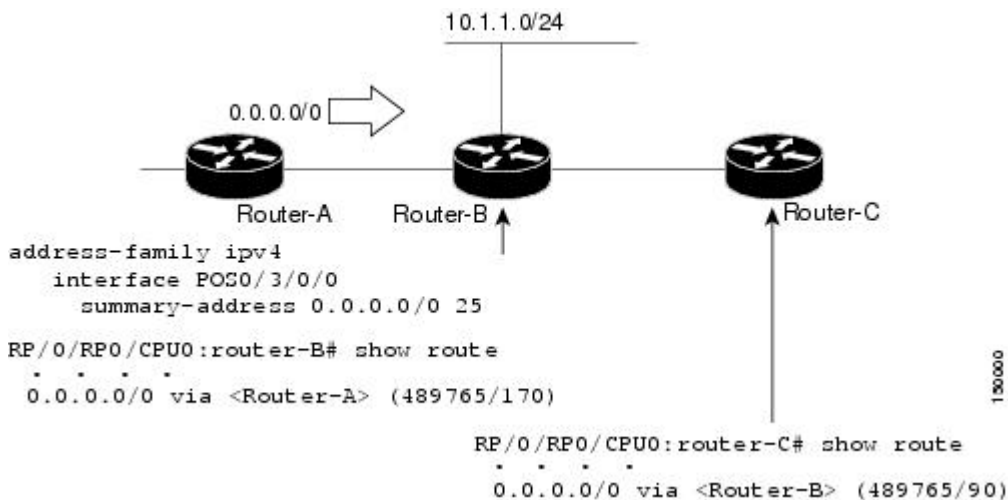 10.1.1.0/24
0.0.0.0/0
Router-A
Router-B
Router-C
address-family ipv4
interface POS0/3/0/0
summary-address 0.0.0.0/0 25
RP/0/RP0/CPU0:router-B# show route
. . . .
0.0.0.0/0 via <Router-A> (489765/170)
RP/0/RP0/CPU0:router-C# show route
. . . .
0.0.0.0/0 via <Router-B> (489765/90)